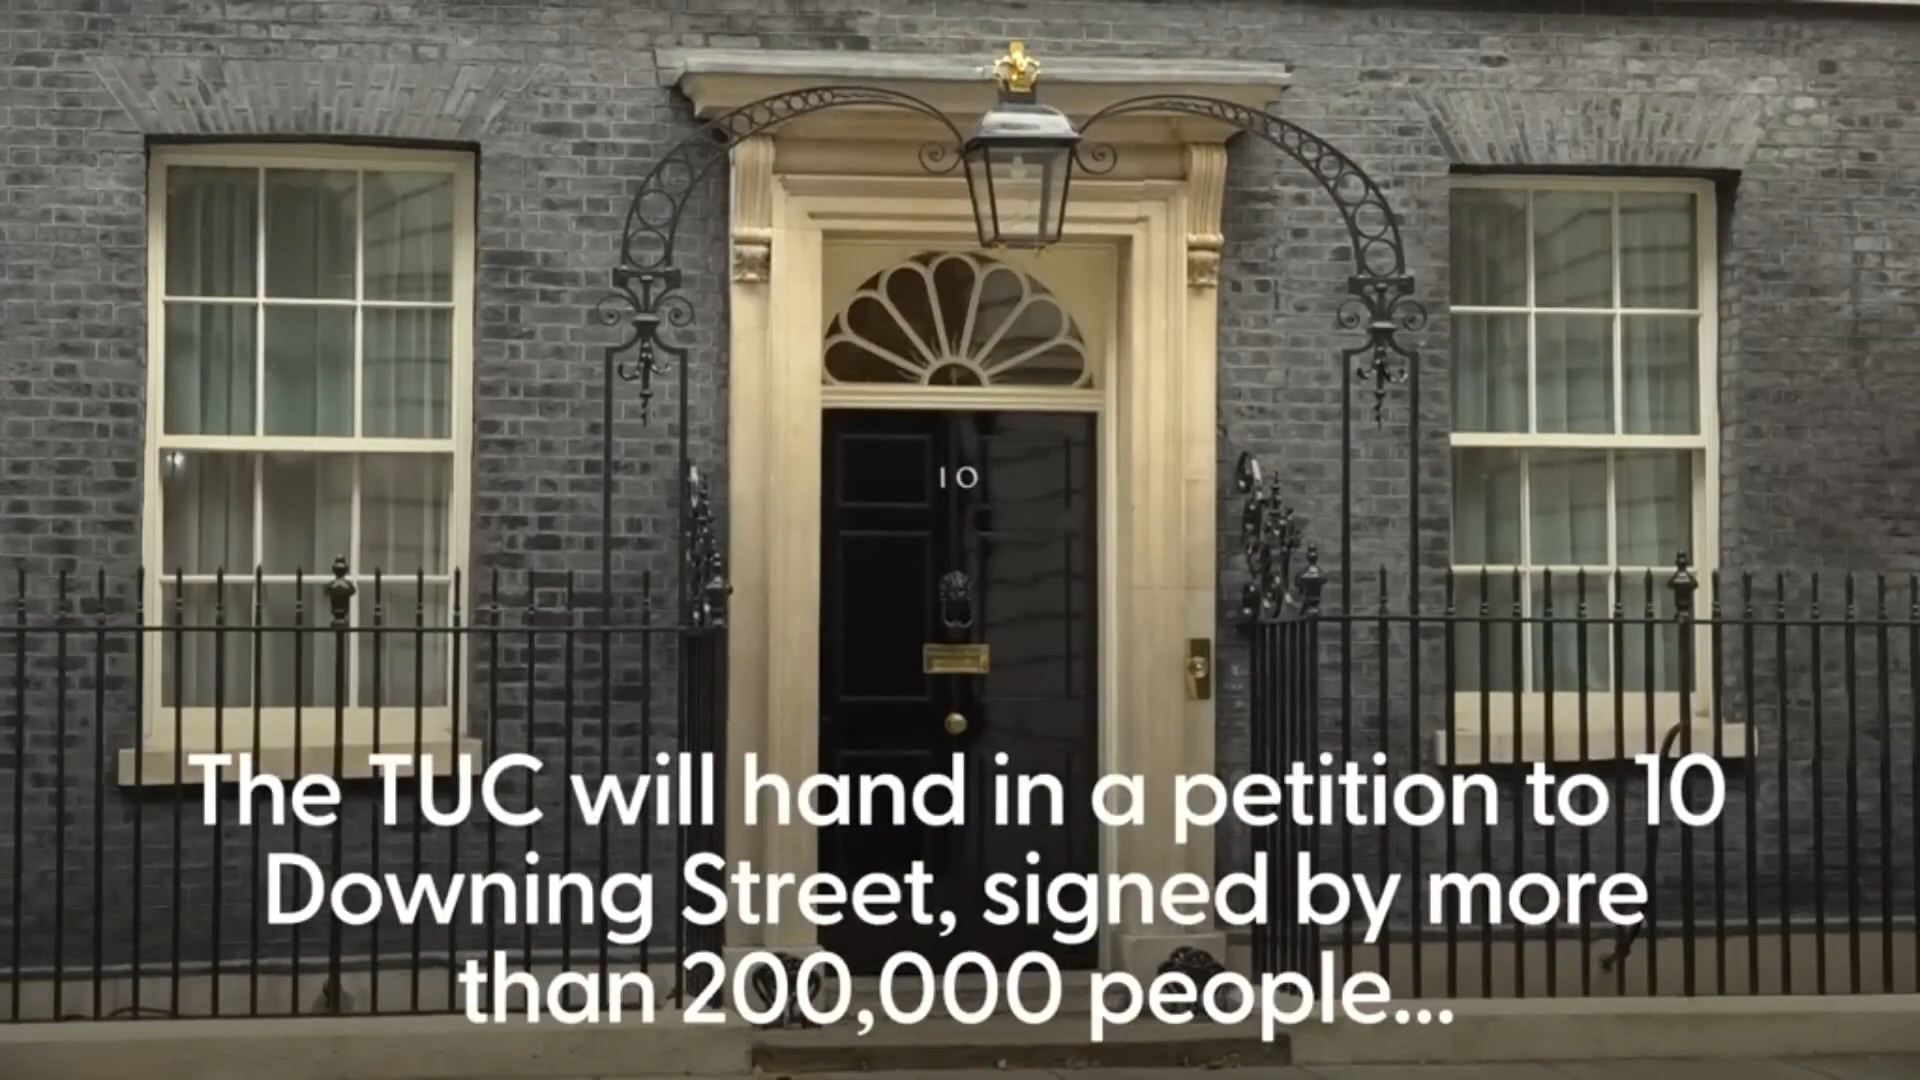 10
The TUC will hand in a petition to 10
Downing Street, signed by more
than 200,000 people...